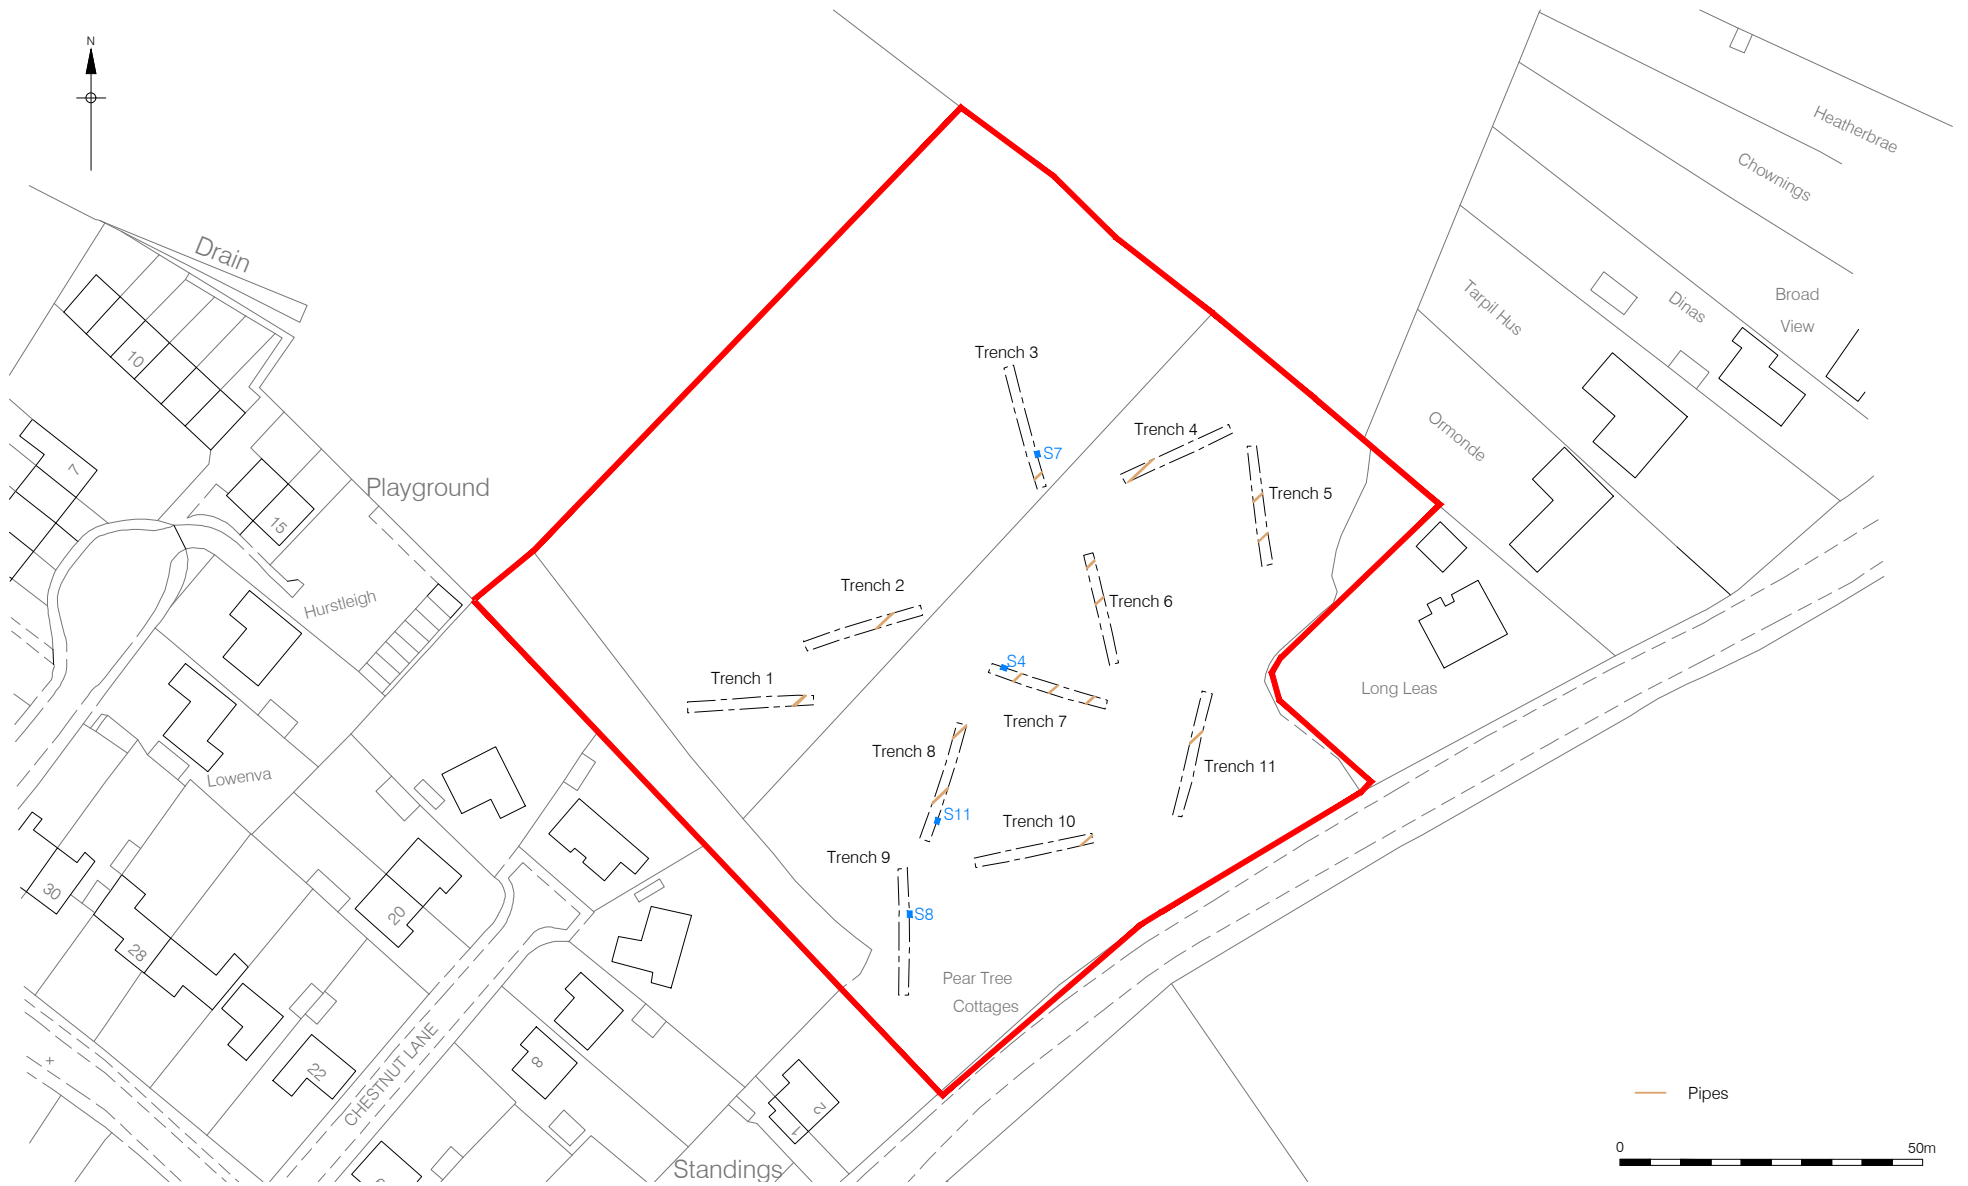 N
Heatherbrae
Chownings
Drain
Broad
View
Dinas
Tarpil Hus
10
Trench 3
Ormonde
Trench 4
S7
7
Playground
Trench 5
15
Trench 2
Hurstleigh
Trench 6
S4
Trench 1
Long Leas
Trench 7
Trench 8
Trench 11
Lowenva
S11
Trench 10
Trench 9
30
20
S8
28
Pear Tree
Cottages
8
22
CHESTNUT LANE
Pipes
2
1
0
50m
Standings